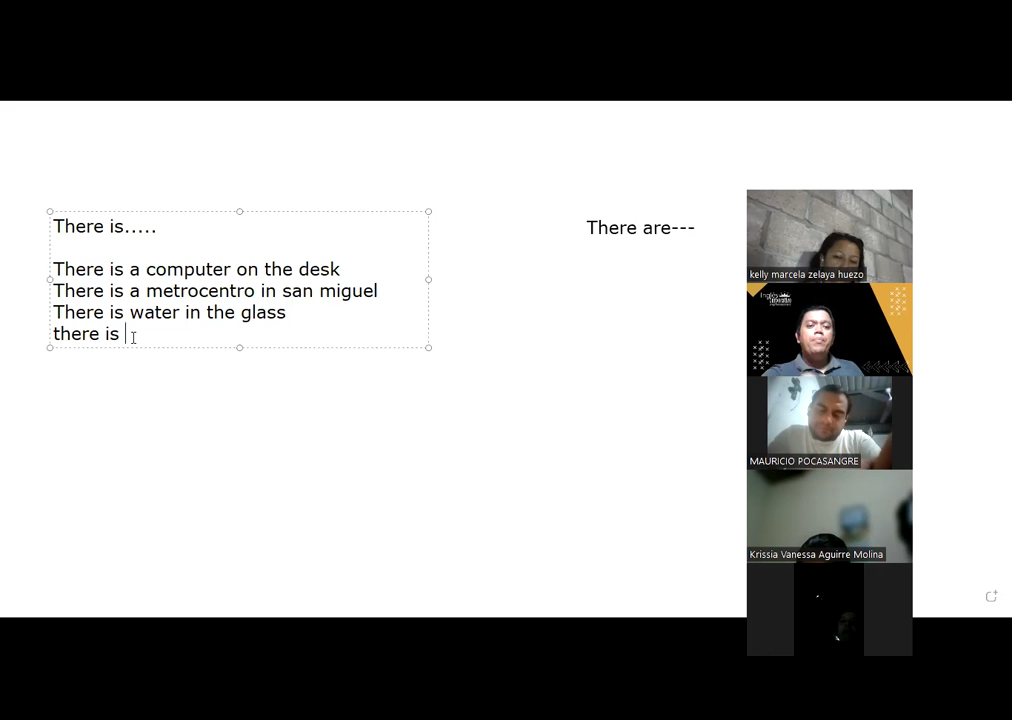 There is.....
There is a computer on the desk
There is a metrocentro in san miguel
There is water in the glass
there is
There are---
kelly marcela zelaya huezo
Inglés
MAURICIO POCASANGRE
Krissia Vanessa Aguirre Molina